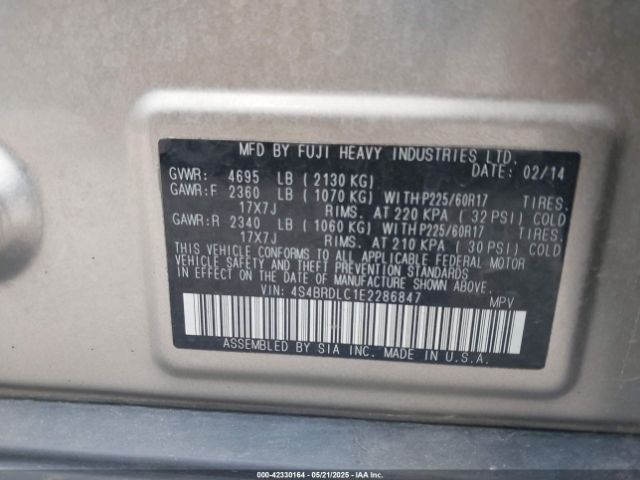 MFD BY FUJI HEAVY INDUSTRIES LTD.
DATE: 02/14
GVWR: 4695 LB ( 2130 KG)
GAWR:F 2360 LB ( 1070 KG) WITH P225/60R17 TIRES.
17X7J RIMS. AT 220 KPA ( 32 PSI) COLD
GAWR:R 2340 LB ( 1060 KG) WITH P225/60R17 TIRES.
17X7J RIMS. AT 210 KPA ( 30 PSI) COLD
THIS VEHICLE CONFORMS TO ALL APPLICABLE FEDERAL MOTOR
VEHICLE SAFETY AND THEFT PREVENTION STANDARDS
IN EFFECT ON THE DATE OF MANUFACTURE SHOWN ABOVE.
VIN: 4S4BRDLC1E2286847 MPV
ASSEMBLED BY SIA INC. MADE IN U.S.A.
000-42330164 - 05/21/2025 - IAA Inc.